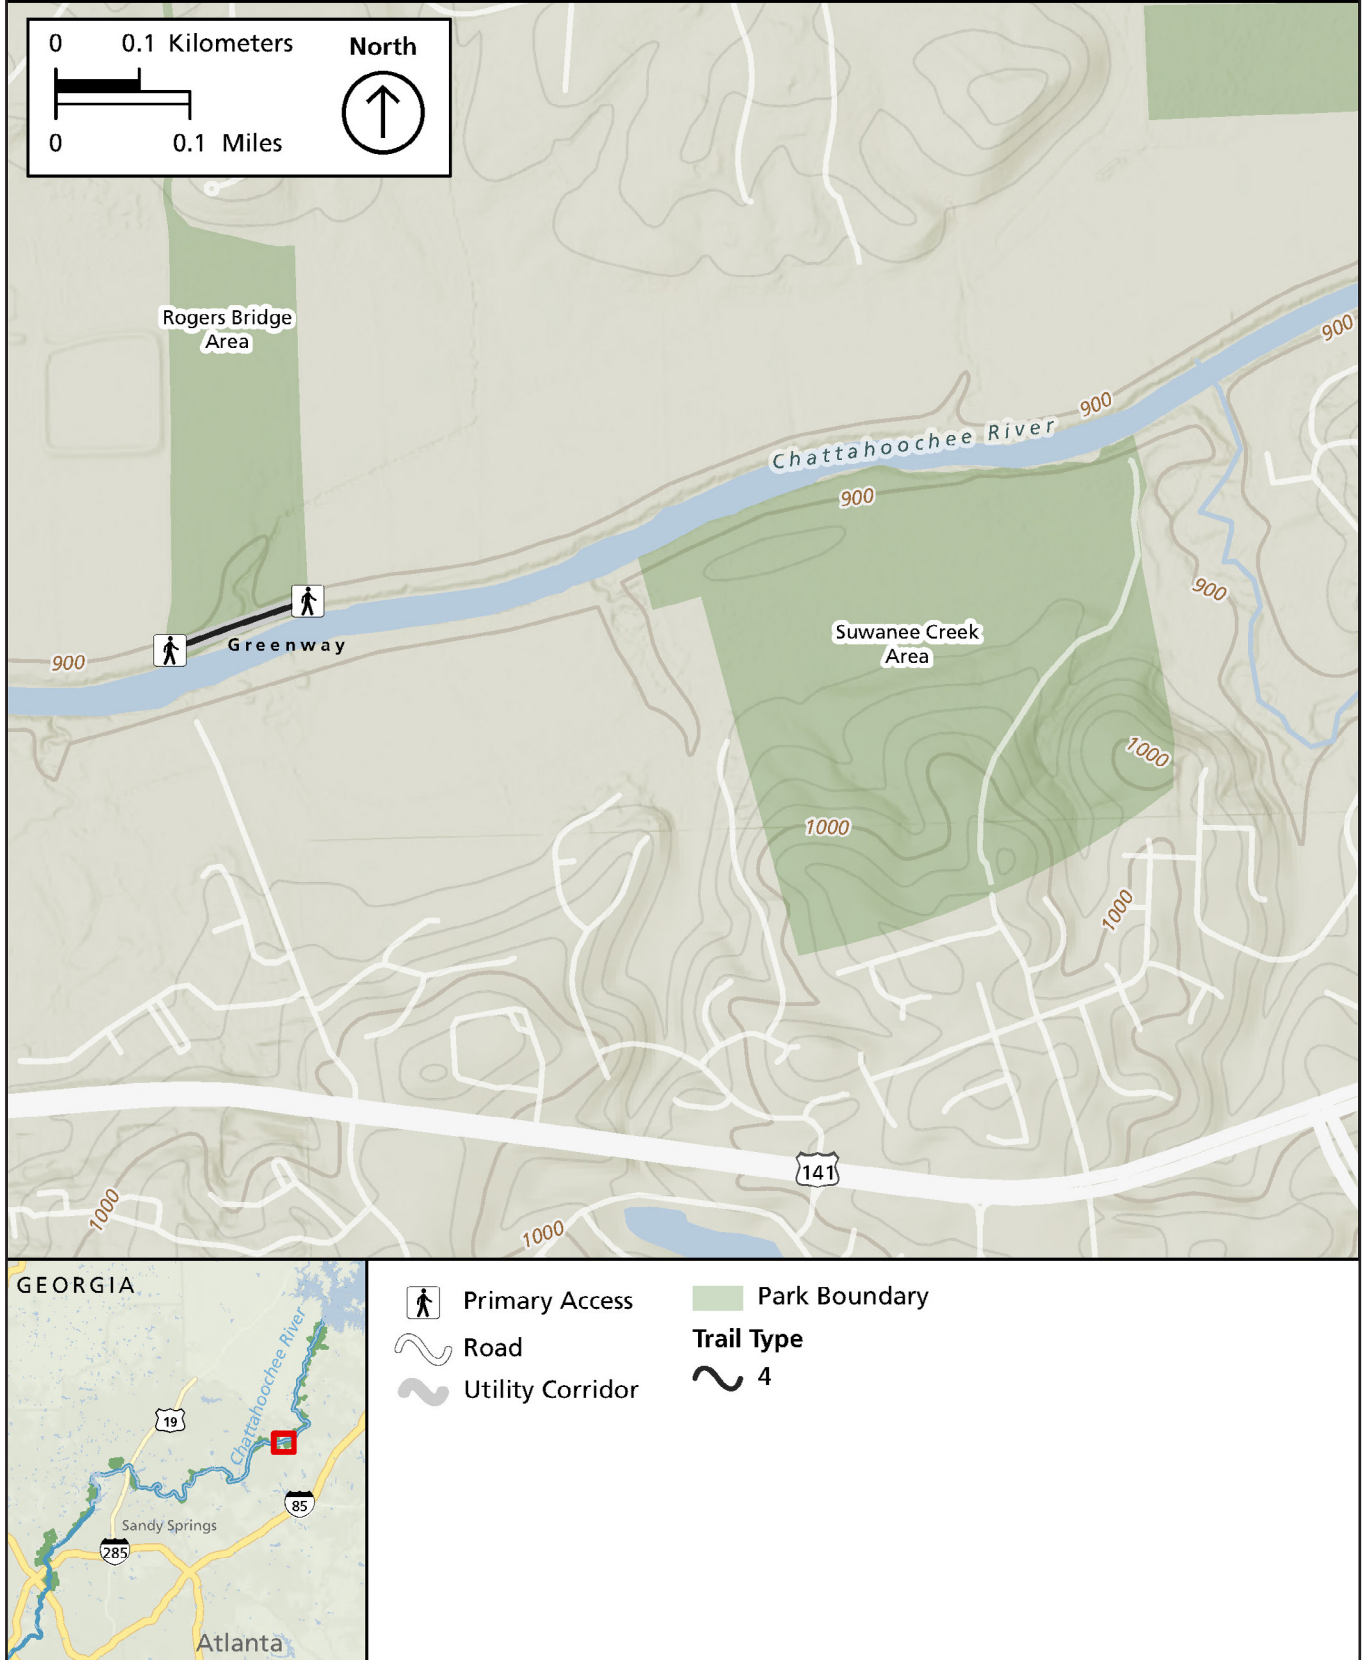 0 0.1 Kilometers
North
0 0.1 Miles
Rogers Bridge
Area
900
Chattahoochee River
900
900
900
Suwanee Creek
Area
Greenway
900
1000
1000
1000
141
1000
1000
GEORGIA
Chattahoochee River
19
85
Sandy Springs
285
Atlanta
Primary Access
Road
Utility Corridor
Park Boundary
Trail Type
4